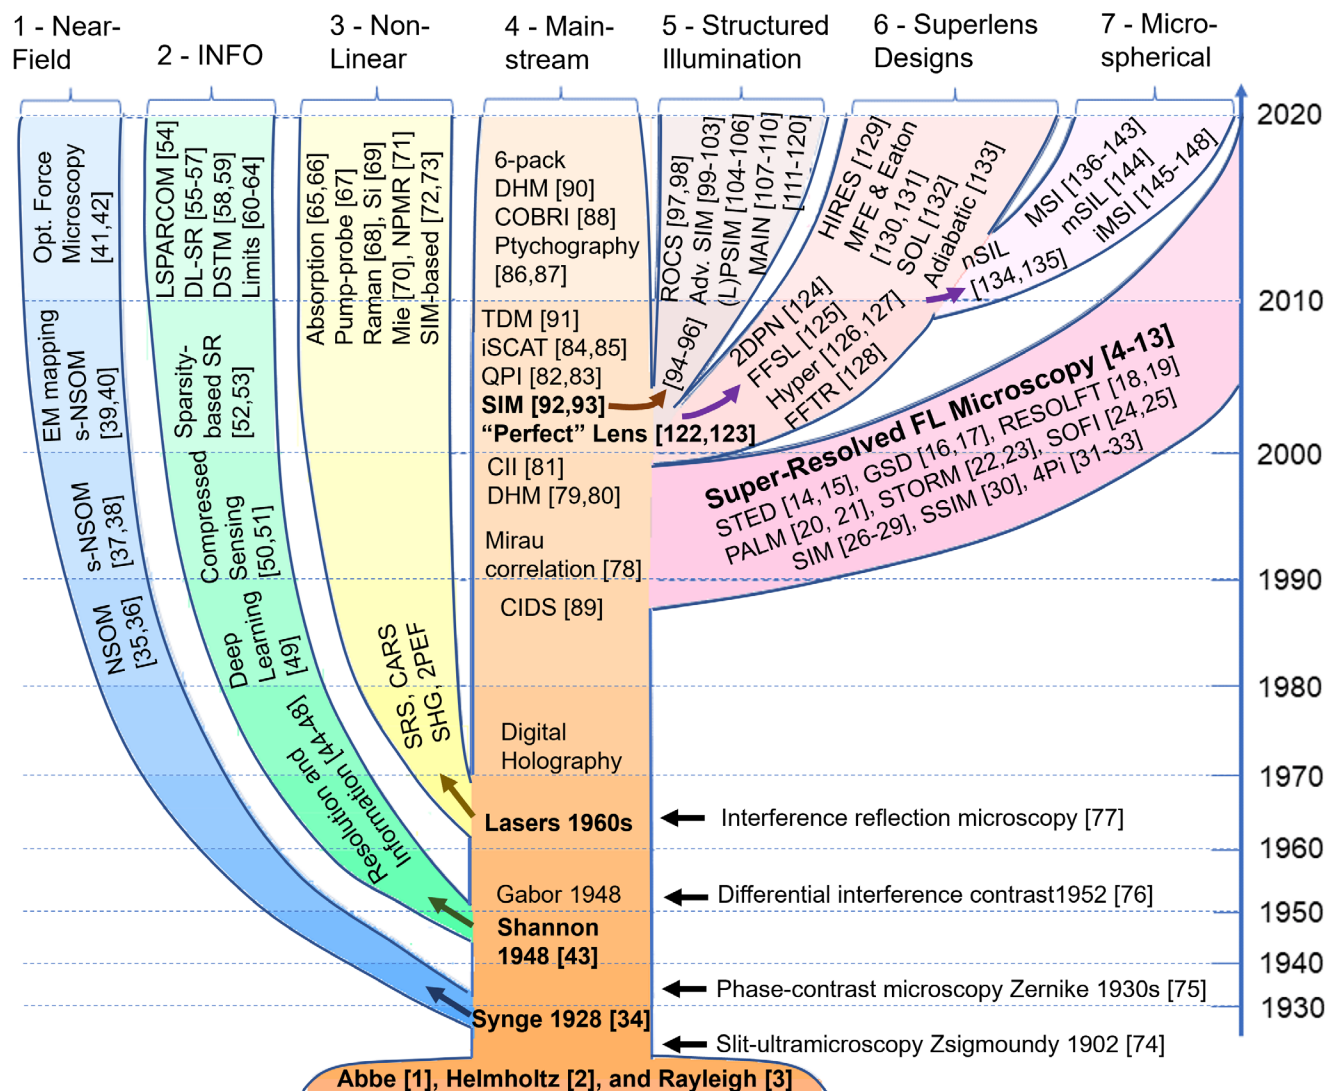 1 - Near-
Field
2 - INFO
3 - Non-
Linear
4 - Main-
stream
5 - Structured
Illumination
6 - Superlens
Designs
7 - Micro-
spherical
Opt. Force
Microscopy
[41,42]
EM mapping
s-NSOM
[39,40]
s-NSOM
[37,38]
NSOM
[35,36]
LSPARCOM [54]
DL-SR [55-57]
DSTM [58,59]
Limits [60-64]
Sparsity-
based SR
[52,53]
Compressed
Sensing
[50,51]
Deep
Learning
[49]
Resolution and
Information [44-48]
Absorption [65,66]
Pump-probe [67]
Raman [68], Si [69]
Mie [70], NPMR [71]
SIM-based [72,73]
SRS, CARS
SHG, 2PEF
6-pack
DHM [90]
COBRI [88]
Ptychography
[86,87]
TDM [91]
iSCAT [84,85]
QPI [82,83]
SIM [92,93]
“Perfect” Lens [122,123]
CII [81]
DHM [79,80]
Mirau
correlation [78]
CIDS [89]
Digital
Holography
Lasers 1960s
Gabor 1948
Shannon
1948 [43]
Synge 1928 [34]
Abbe [1], Helmholtz [2], and Rayleigh [3]
ROCS [97,98]
Adv. SIM [99-103]
(L)PSIM [104-106]
MAIN [107-110]
[111-120]
[94-96]
HIRES [129]
MFE & Eaton
[130,131]
SOL [132]
Adiabatic [133]
2DPN [124]
FFSL [125]
Hyper [126,127]
FFTR [128]
MSI [136-143]
mSIL [144]
iMSI [145-148]
nSIL
[134,135]
Super-Resolved FL Microscopy [4-13]
STED [14,15], GSD [16,17], RESOLFT [18,19]
PALM [20, 21], STORM [22,23], SOFI [24,25]
SIM [26-29], SSIM [30], 4Pi [31-33]
Interference reflection microscopy [77]
Differential interference contrast1952 [76]
Phase-contrast microscopy Zernike 1930s [75]
Slit-ultramicroscopy Zsigmoundy 1902 [74]
2020
2010
2000
1990
1980
1970
1960
1950
1940
1930